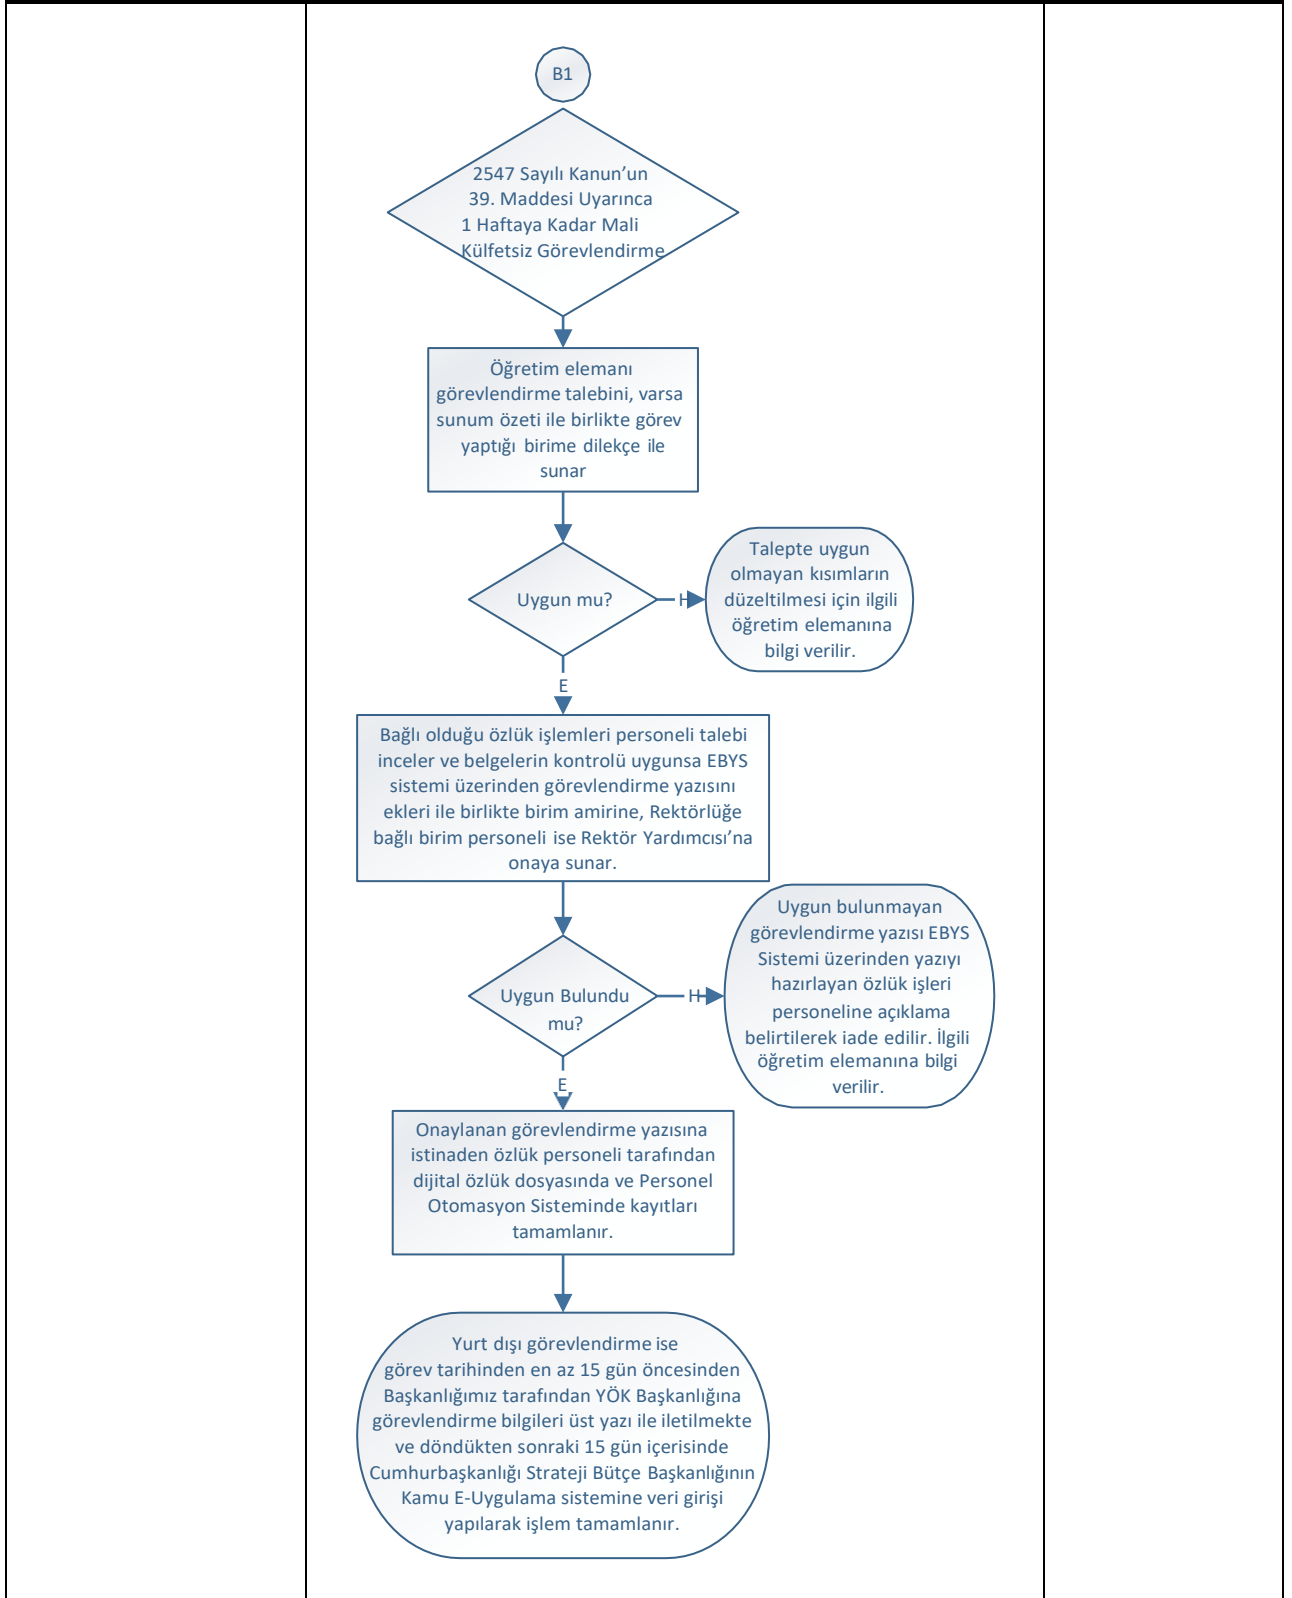 B1
2547 Sayılı Kanun’un
39. Maddesi Uyarınca
1 Haftaya Kadar Mali
Külfetsiz Görevlendirme
Öğretim elemanı
görevlendirme talebini, varsa
sunum özeti ile birlikte görev
yaptığı birime dilekçe ile
sunar
Uygun mu?
H
Talepte uygun
olmayan kısımların
düzeltilmesi için ilgili
öğretim elemanına
bilgi verilir.
E
Bağlı olduğu özlük işlemleri personeli talebi
inceler ve belgelerin kontrolü uygunsa EBYS
sistemi üzerinden görevlendirme yazısını
ekleri ile birlikte birim amirine, Rektörlüğe
bağlı birim personeli ise Rektör Yardımcısı’na
onaya sunar.
Uygun Bulundu
mu?
H
Uygun bulunmayan
görevlendirme yazısı EBYS
Sistemi üzerinden yazıyı
hazırlayan özlük işleri
personeline açıklama
belirtilerek iade edilir. İlgili
öğretim elemanına bilgi
verilir.
E
Onaylanan görevlendirme yazısına
istinaden özlük personeli tarafından
dijital özlük dosyasında ve Personel
Otomasyon Sisteminde kayıtları
tamamlanır.
Yurt dışı görevlendirme ise
görev tarihinden en az 15 gün öncesinden
Başkanlığımız tarafından YÖK Başkanlığına
görevlendirme bilgileri üst yazı ile iletilmekte
ve döndükten sonraki 15 gün içerisinde
Cumhurbaşkanlığı Strateji Bütçe Başkanlığının
Kamu E-Uygulama sistemine veri girişi
yapılarak işlem tamamlanır.